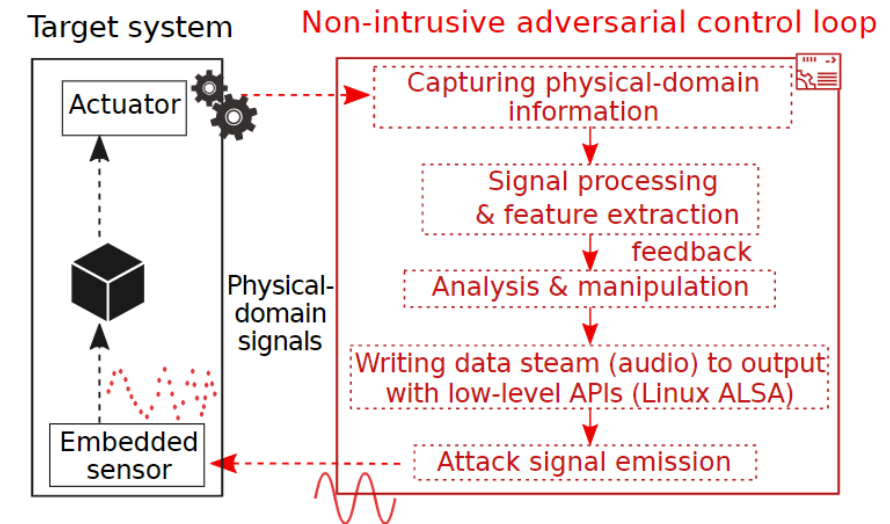 Target system
Non-intrusive adversarial control loop
Actuator
Capturing physical-domain
information
Signal processing
& feature extraction
feedback
Analysis & manipulation
Physical-
domain
signals
Writing data steam (audio) to output
with low-level APIs (Linux ALSA)
Embedded
sensor
Attack signal emission